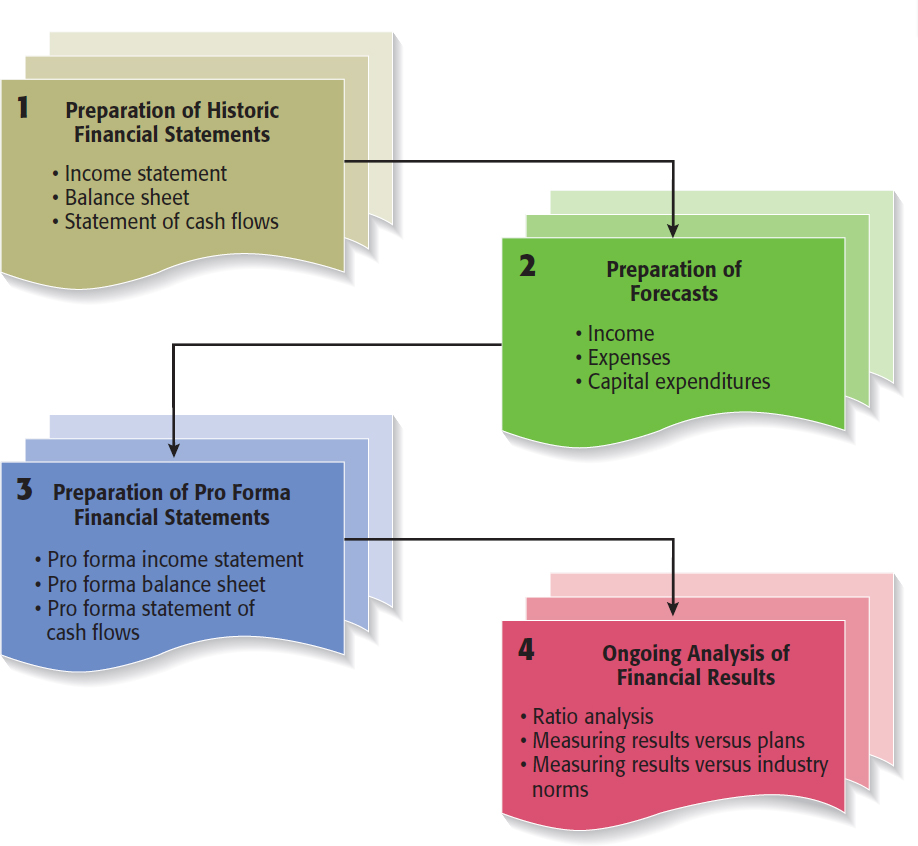 1 Preparation of Historic
Financial Statements
• Income statement
• Balance sheet
• Statement of cash flows
2 Preparation of
Forecasts
• Income
• Expenses
• Capital expenditures
3 Preparation of Pro Forma
Financial Statements
• Pro forma income statement
• Pro forma balance sheet
• Pro forma statement of
cash flows
4 Ongoing Analysis of
Financial Results
• Ratio analysis
• Measuring results versus plans
• Measuring results versus industry
norms